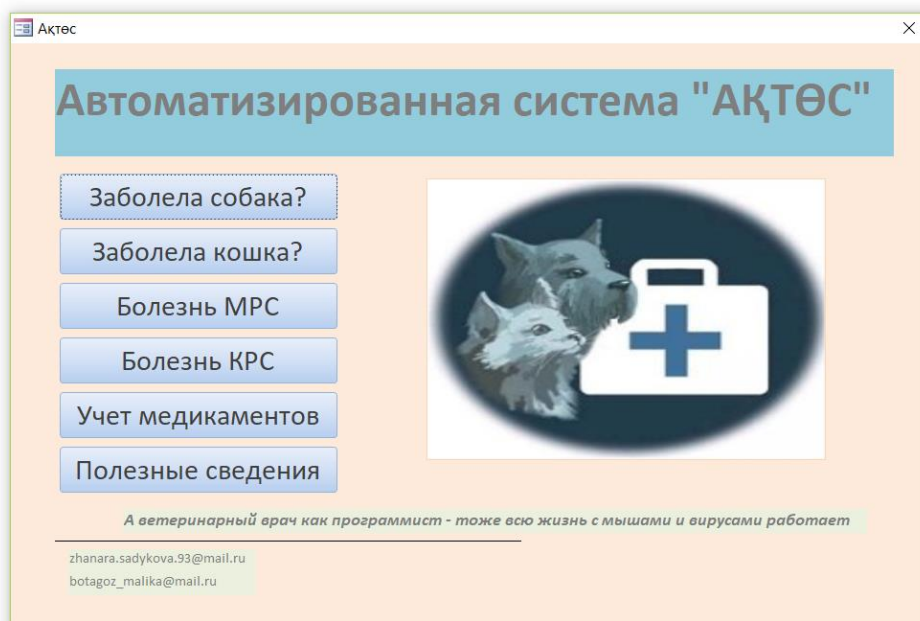 Ақтөс
Автоматизированная система "АҚТӨС"
Заболела собака?
Заболела кошка?
Болезнь МРС
Болезнь КРС
Учет медикаментов
Полезные сведения
А ветеринарный врач как программист - тоже всю жизнь с мышами и вирусами работает
zhanara.sadykova.93@mail.ru
botagoz_malika@mail.ru